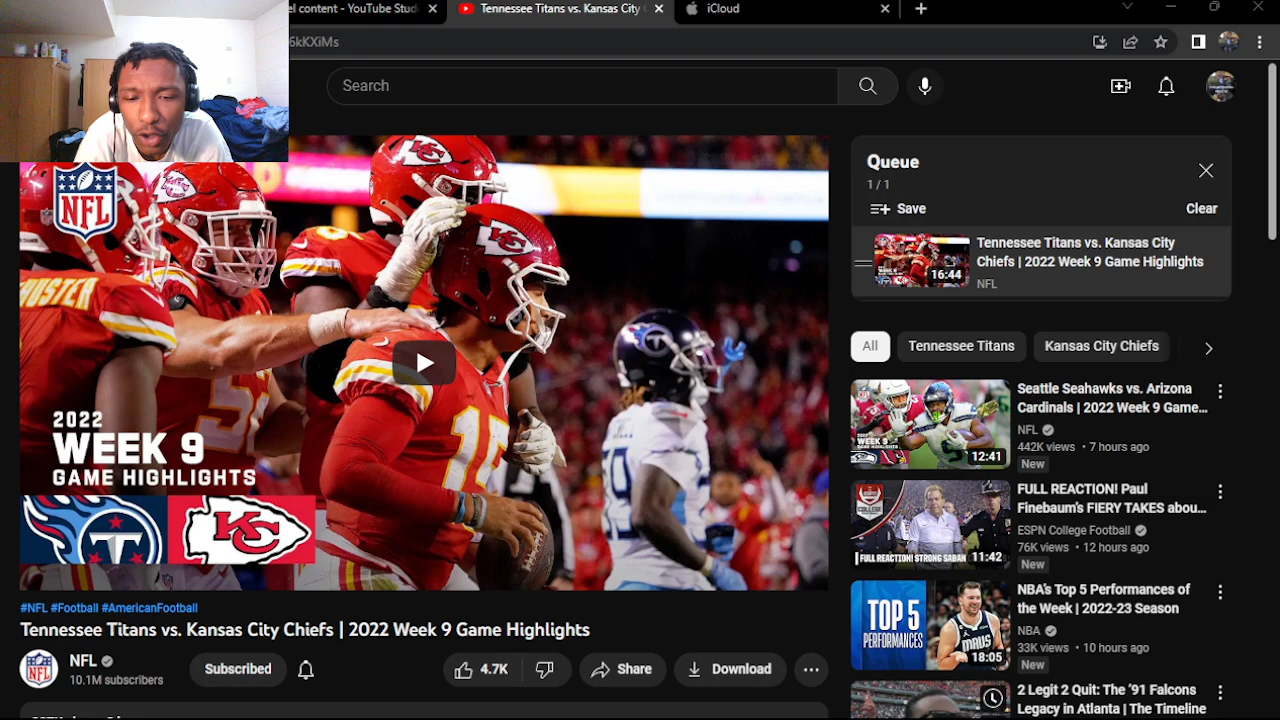 el content - YouTube Stud
Tennessee Titans vs. Kansas City
iCloud
6kKXiMs
Search
Queue
1 / 1
Save
Clear
Tennessee Titans vs. Kansas City
Chiefs | 2022 Week 9 Game Highlights
NFL
16:44
NFL
2022
WEEK 9
GAME HIGHLIGHTS
KC
15
All
Tennessee Titans
Kansas City Chiefs
Seattle Seahawks vs. Arizona
Cardinals | 2022 Week 9 Game...
NFL
442K views • 7 hours ago
New
12:41
FULL REACTION! Paul
Finebaum's FIERY TAKES abou...
ESPN College Football
76K views • 12 hours ago
New
FULL REACTION! STRONG SABAN
11:42
NBA's Top 5 Performances of
the Week | 2022-23 Season
NBA
33K views • 10 hours ago
New
TOP 5
PERFORMANCES
18:05
2 Legit 2 Quit: The '91 Falcons
Legacy in Atlanta | The Timeline
#NFL #Football #AmericanFootball
Tennessee Titans vs. Kansas City Chiefs | 2022 Week 9 Game Highlights
NFL
10.1M subscribers
Subscribed
4.7K
Share
Download